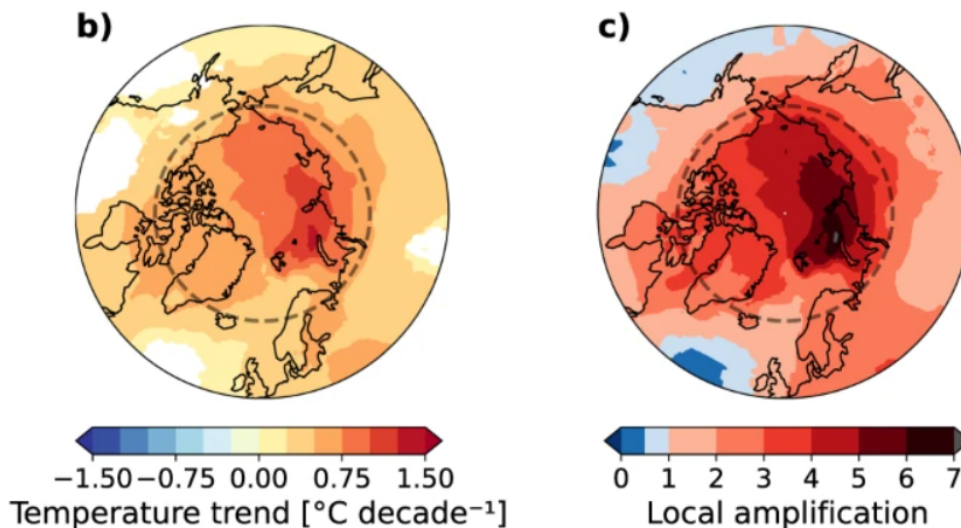 b)
c)
−1.50 −0.75 0.00 0.75 1.50
Temperature trend [°C decade⁻¹]
0 1 2 3 4 5 6 7
Local amplification